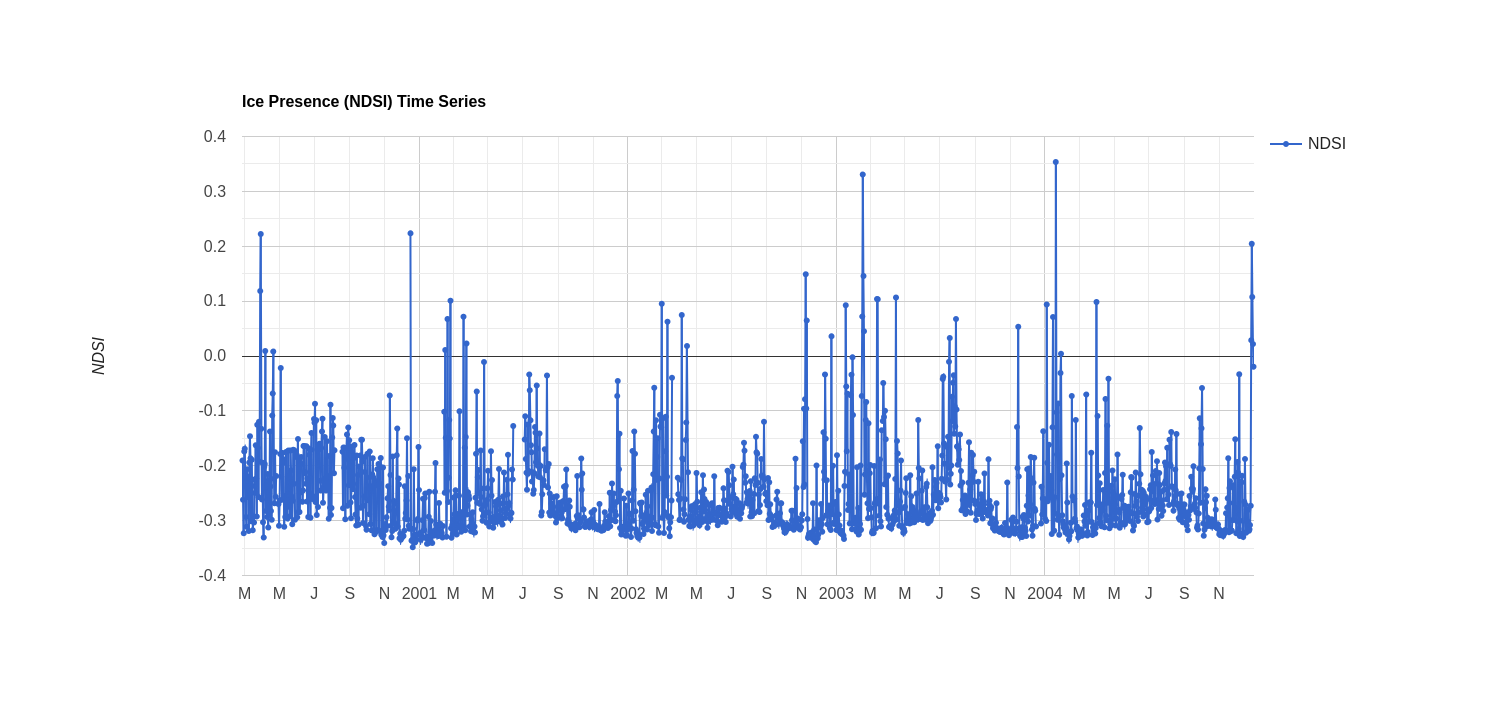 Ice Presence (NDSI) Time Series
NDSI
NDSI
0.4
0.3
0.2
0.1
0.0
-0.1
-0.2
-0.3
-0.4
M M J S N 2001 M M J S N 2002 M M J S N 2003 M M J S N 2004 M M J S N